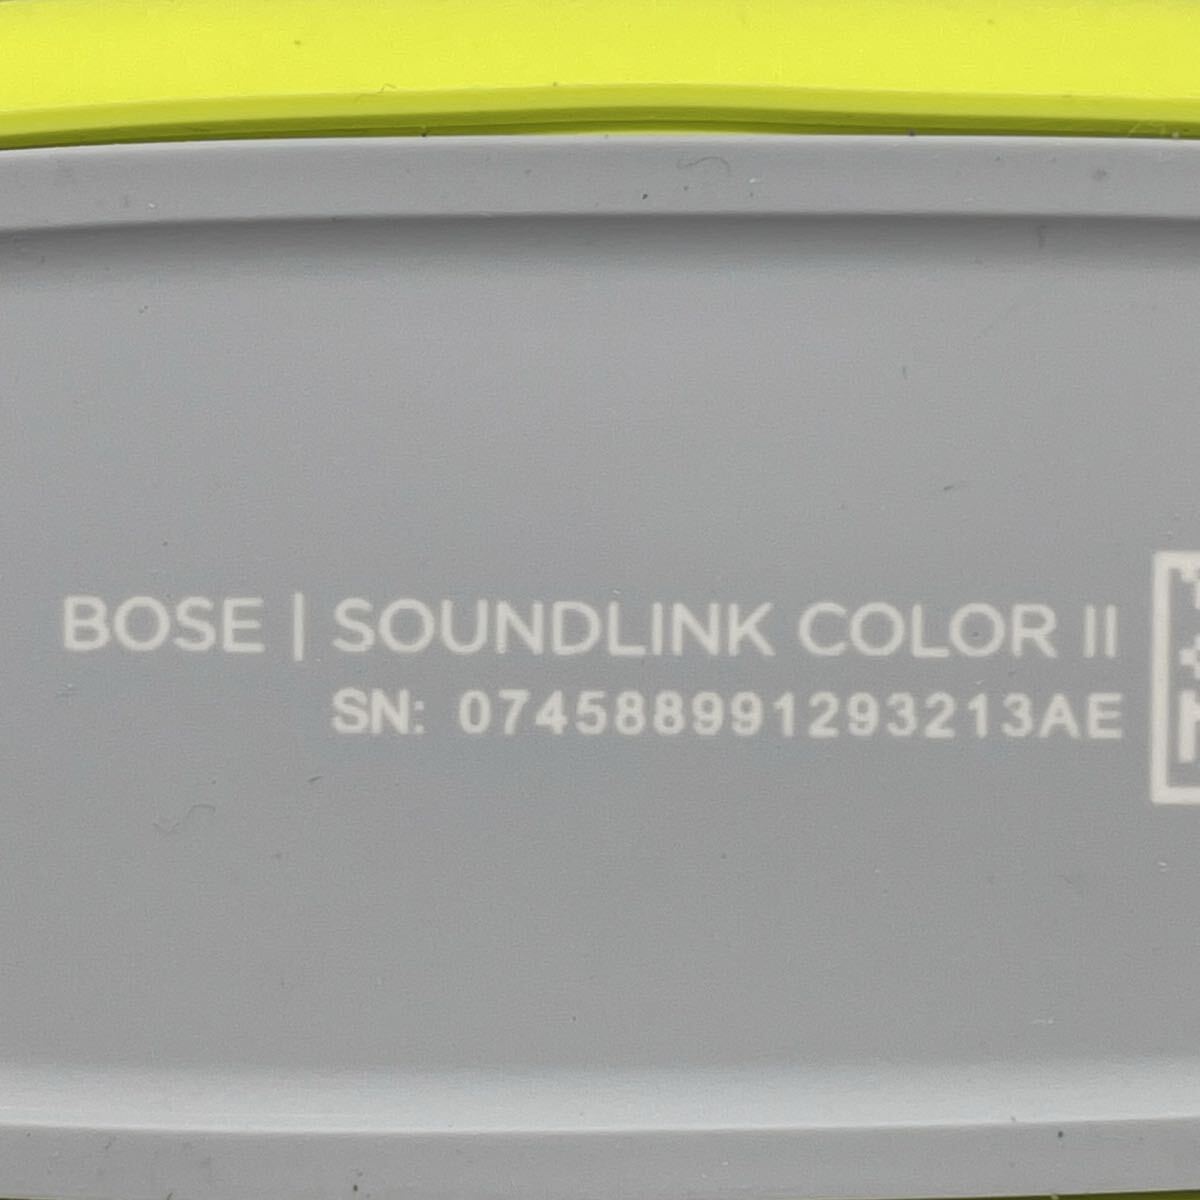 BOSE | SOUNDLINK COLOR II
SN: 074588991293213AE